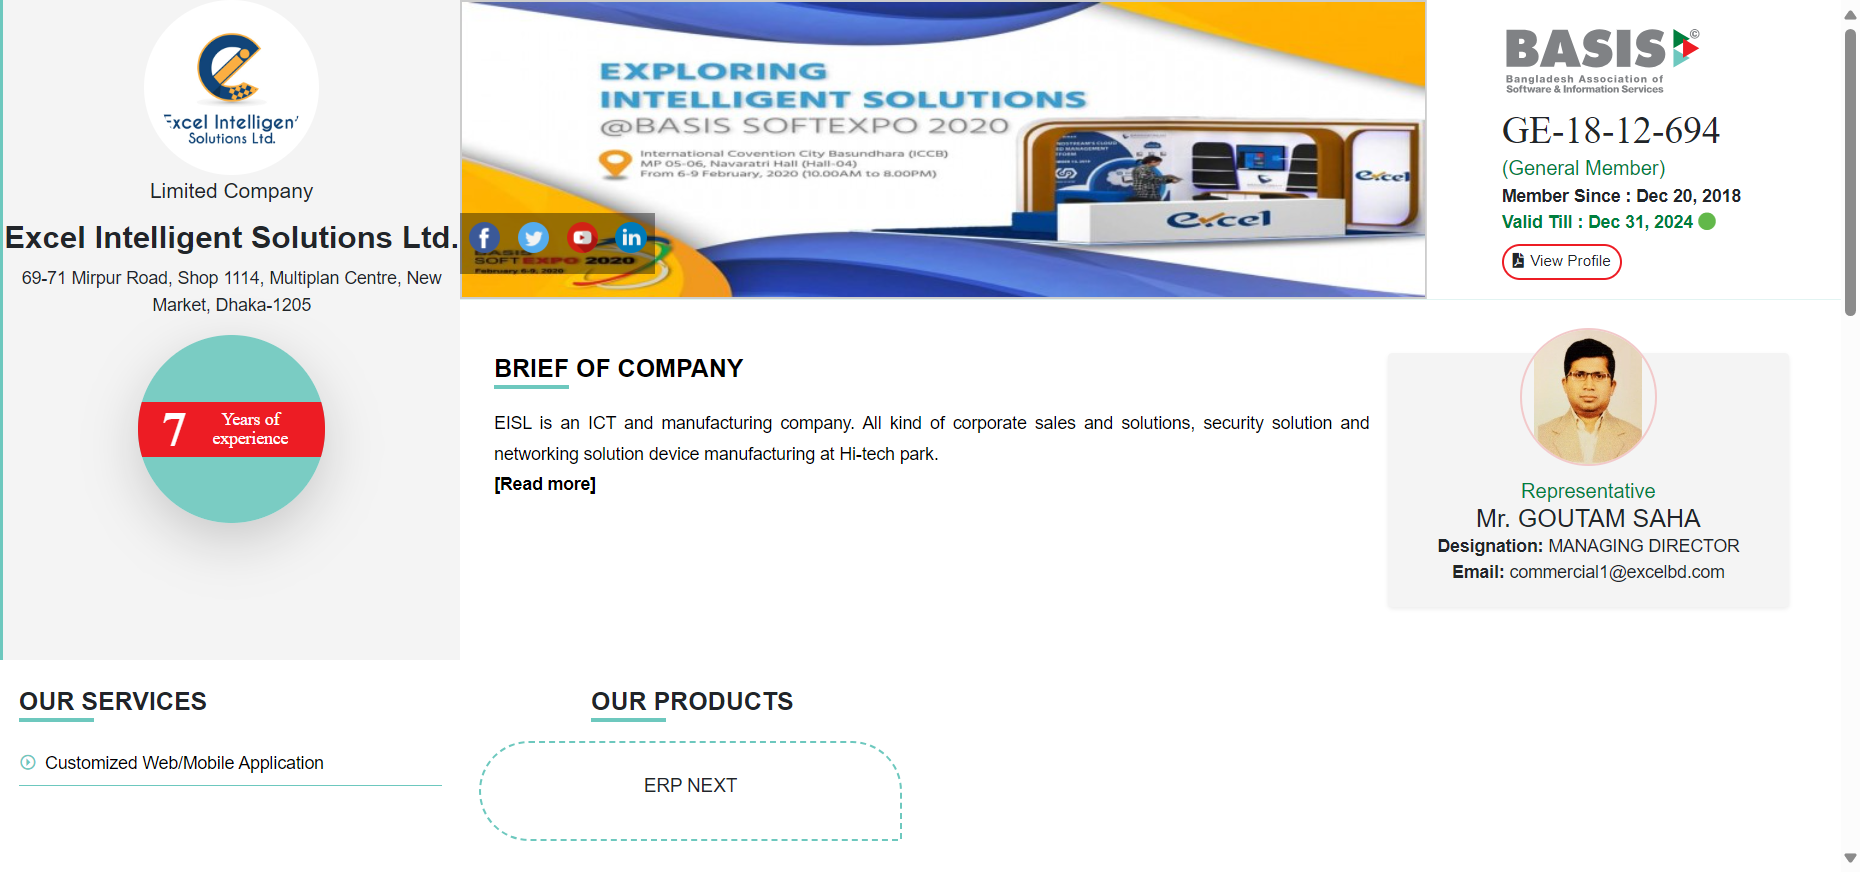 Excel Intelligent
Solutions Ltd.
Limited Company
Excel Intelligent Solutions Ltd.
69-71 Mirpur Road, Shop 1114, Multiplan Centre, New
Market, Dhaka-1205
7 Years of
experience
EXPLORING
INTELLIGENT SOLUTIONS
@BASIS SOFTEXPO 2020
International Covention City Basundhara (ICCB)
MP 05-06, Navaratri Hall (Hall-04)
From 6-9 February, 2020 (10.00AM to 8.00PM)
Excel
Excel
BASIS
SOFTEXPO 2020
February 6-9, 2020
BASIS
Bangladesh Association of
Software & Information Services
GE-18-12-694
(General Member)
Member Since : Dec 20, 2018
Valid Till : Dec 31, 2024
View Profile
BRIEF OF COMPANY
EISL is an ICT and manufacturing company. All kind of corporate sales and solutions, security solution and
networking solution device manufacturing at Hi-tech park.
[Read more]
Representative
Mr. GOUTAM SAHA
Designation: MANAGING DIRECTOR
Email: commercial1@excelbd.com
OUR SERVICES
Customized Web/Mobile Application
OUR PRODUCTS
ERP NEXT